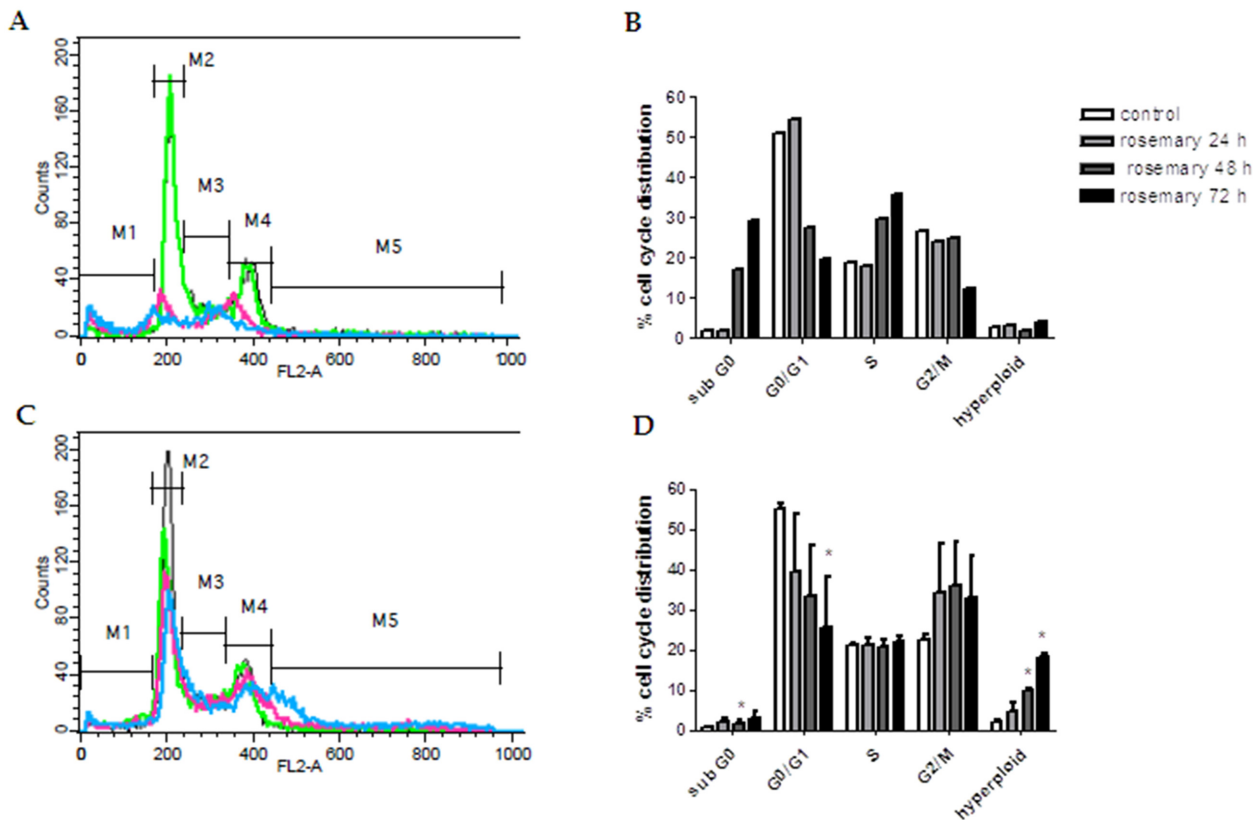 A
200
160
120
80
40
0
Counts
M1
M2
M3
M4
M5
0
200
400
600
800
1000
FL2-A
B
60
50
40
30
20
10
0
% cell cycle distribution
sub G0
G0/G1
S
G2/M
hyperploid
control
rosemary 24 h
rosemary 48 h
rosemary 72 h
C
200
160
120
80
40
0
Counts
M1
M2
M3
M4
M5
0
200
400
600
800
1000
FL2-A
D
60
50
40
30
20
10
0
% cell cycle distribution
*
*
*
*
sub G0
G0/G1
S
G2/M
hyperploid